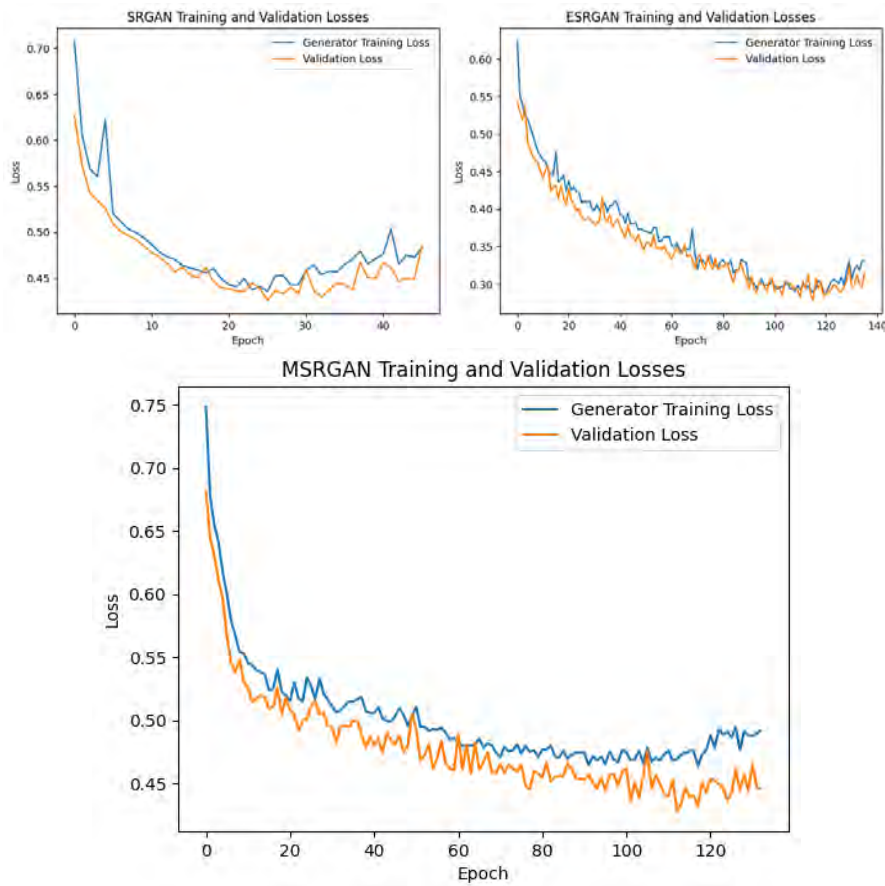 SRGAN Training and Validation Losses
Generator Training Loss
Validation Loss
0.70
0.65
0.60
0.55
0.50
0.45
Loss
0
10
20
30
40
Epoch
ESRGAN Training and Validation Losses
Generator Training Loss
Validation Loss
0.60
0.55
0.50
0.45
0.40
0.35
0.30
Loss
0
20
40
60
80
100
120
140
Epoch
MSRGAN Training and Validation Losses
Generator Training Loss
Validation Loss
0.75
0.70
0.65
0.60
0.55
0.50
0.45
Loss
0
20
40
60
80
100
120
Epoch